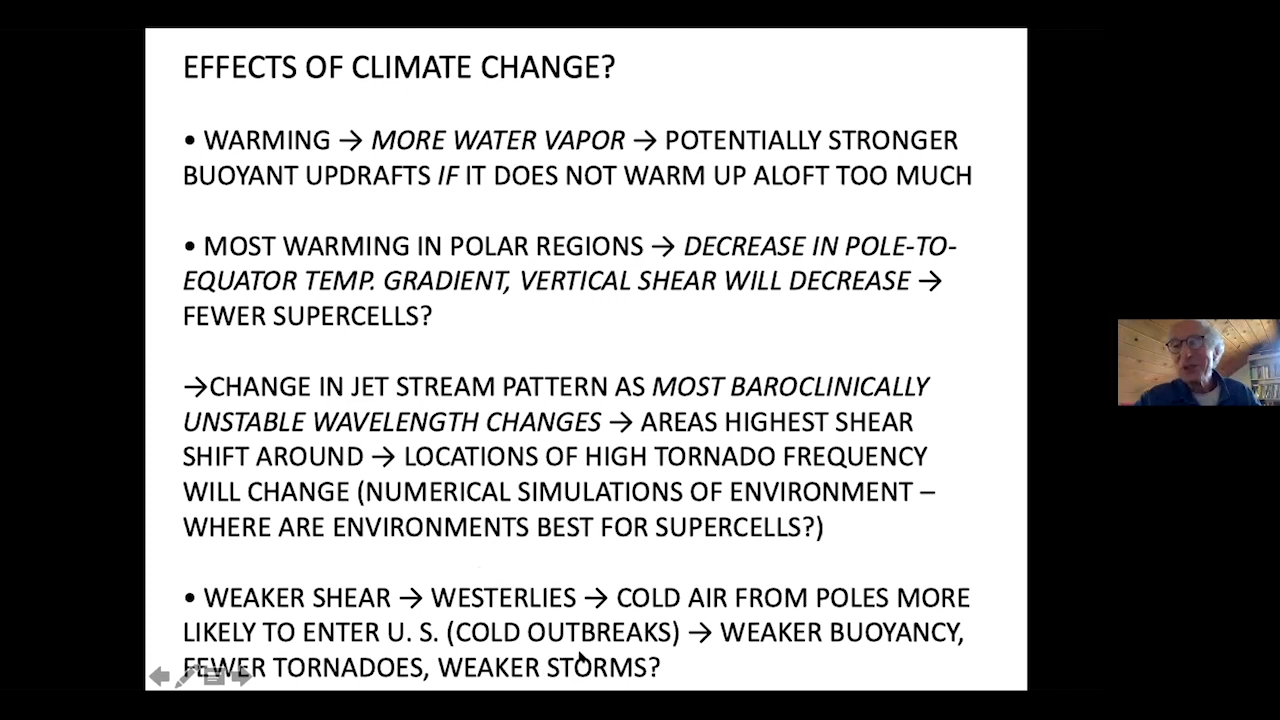 EFFECTS OF CLIMATE CHANGE?
• WARMING → MORE WATER VAPOR → POTENTIALLY STRONGER
BUOYANT UPDRAFTS IF IT DOES NOT WARM UP ALOFT TOO MUCH
• MOST WARMING IN POLAR REGIONS → DECREASE IN POLE-TO-
EQUATOR TEMP. GRADIENT, VERTICAL SHEAR WILL DECREASE →
FEWER SUPERCELLS?
→CHANGE IN JET STREAM PATTERN AS MOST BAROCLINICALLY
UNSTABLE WAVELENGTH CHANGES → AREAS HIGHEST SHEAR
SHIFT AROUND → LOCATIONS OF HIGH TORNADO FREQUENCY
WILL CHANGE (NUMERICAL SIMULATIONS OF ENVIRONMENT –
WHERE ARE ENVIRONMENTS BEST FOR SUPERCELLS?)
• WEAKER SHEAR → WESTERLIES → COLD AIR FROM POLES MORE
LIKELY TO ENTER U. S. (COLD OUTBREAKS) → WEAKER BUOYANCY,
FEWER TORNADOES, WEAKER STORMS?